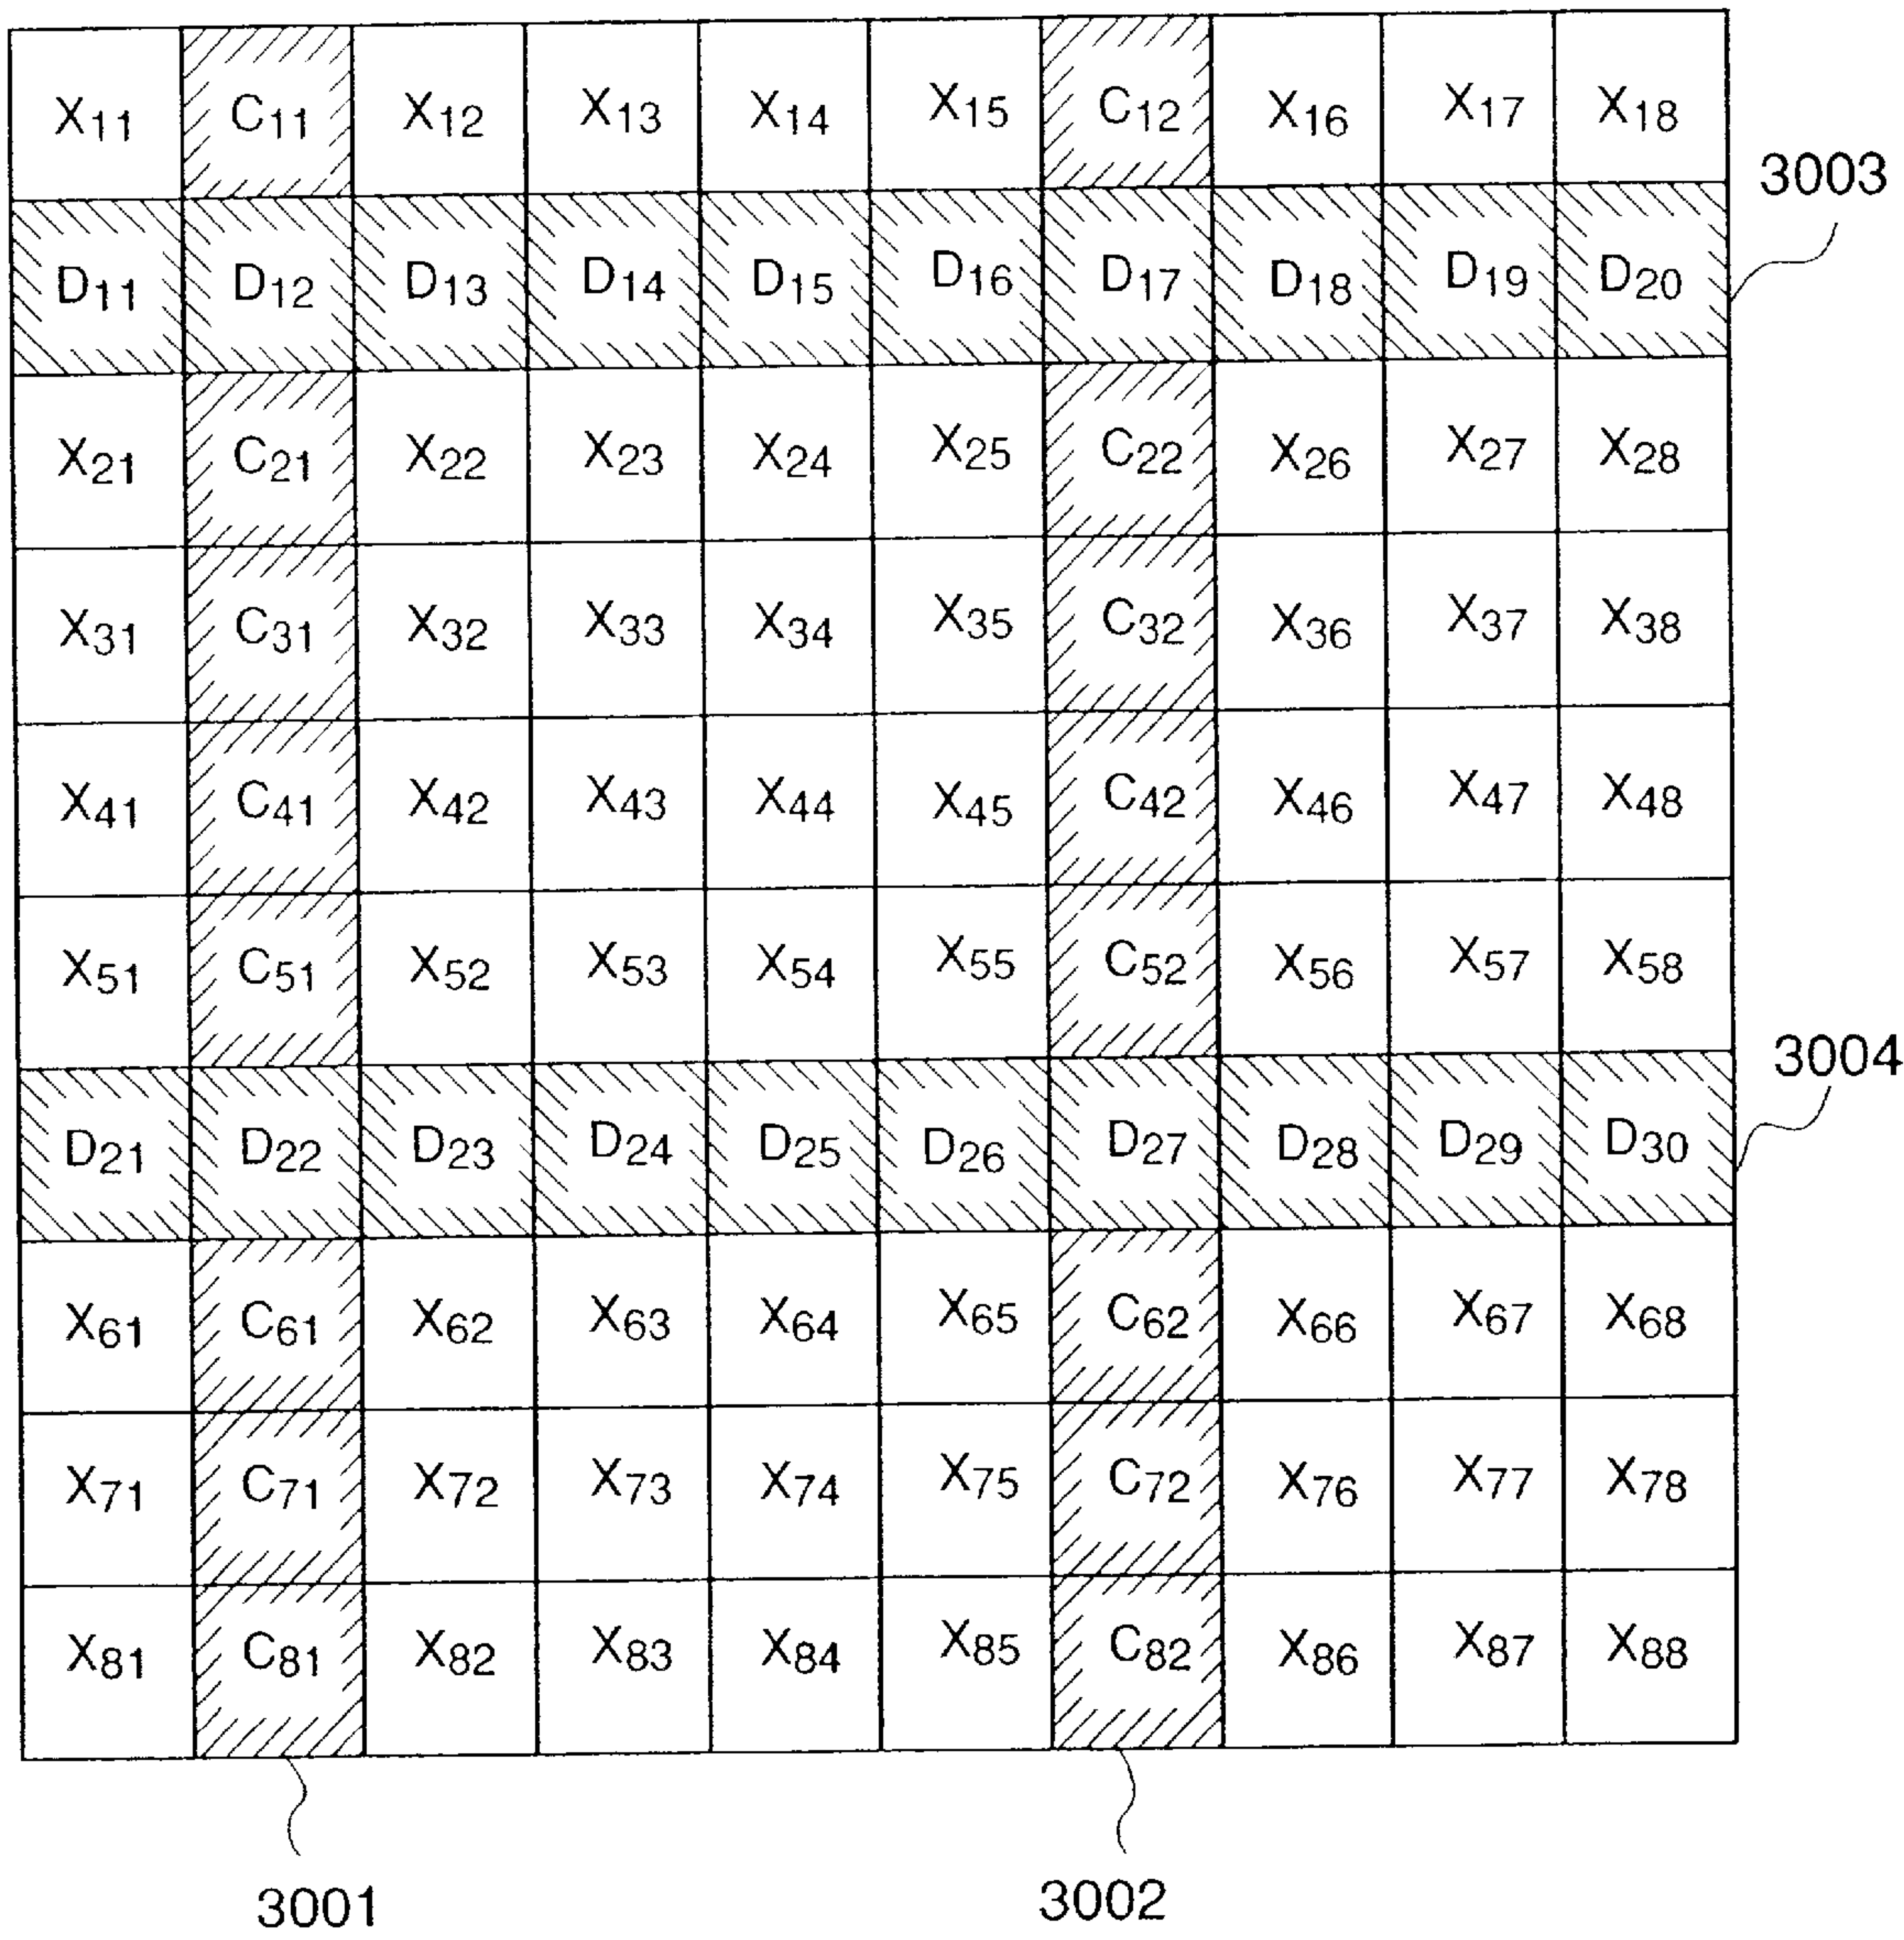 X11 C11 X12 X13 X14 X15 C12 X16 X17 X18
3003
D11 D12 D13 D14 D15 D16 D17 D18 D19 D20
X21 C21 X22 X23 X24 X25 C22 X26 X27 X28
X31 C31 X32 X33 X34 X35 C32 X36 X37 X38
X41 C41 X42 X43 X44 X45 C42 X46 X47 X48
X51 C51 X52 X53 X54 X55 C52 X56 X57 X58
3004
D21 D22 D23 D24 D25 D26 D27 D28 D29 D30
X61 C61 X62 X63 X64 X65 C62 X66 X67 X68
X71 C71 X72 X73 X74 X75 C72 X76 X77 X78
X81 C81 X82 X83 X84 X85 C82 X86 X87 X88
3001 3002